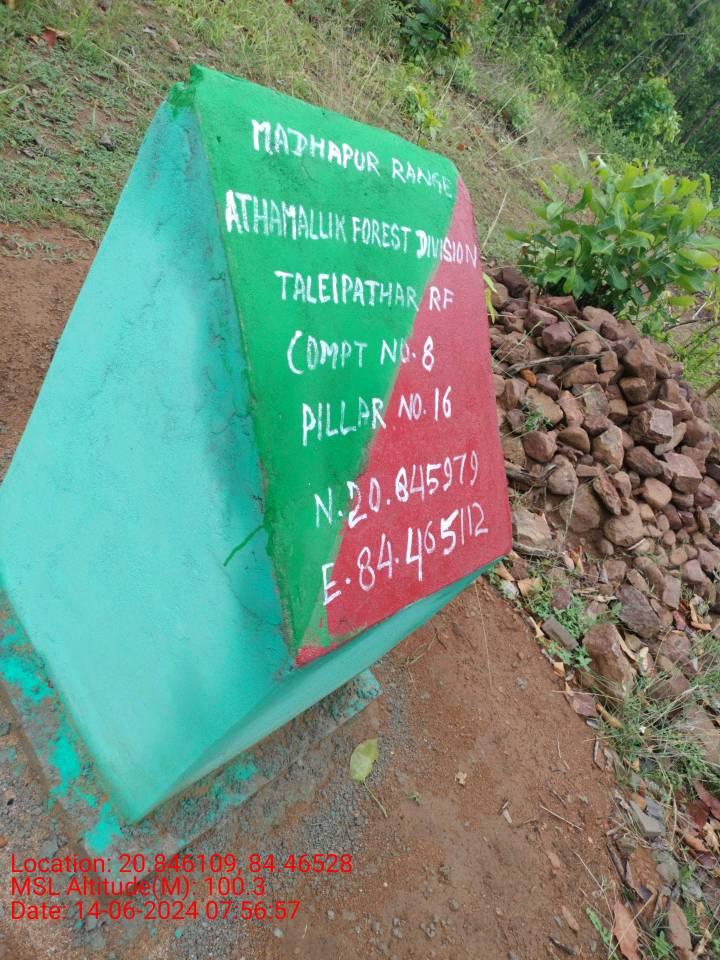 MADHAPUR RANGE
ATHAMALLIK FOREST DIVISION
TALEIPATHAR RF
COMPT NO. 8
PILLAR NO. 16
N. 20.845979
E. 84.465112
Location: 20.846109, 84.46528
MSL Altitude(M): 100.3
Date: 14-06-2024 07:56:57